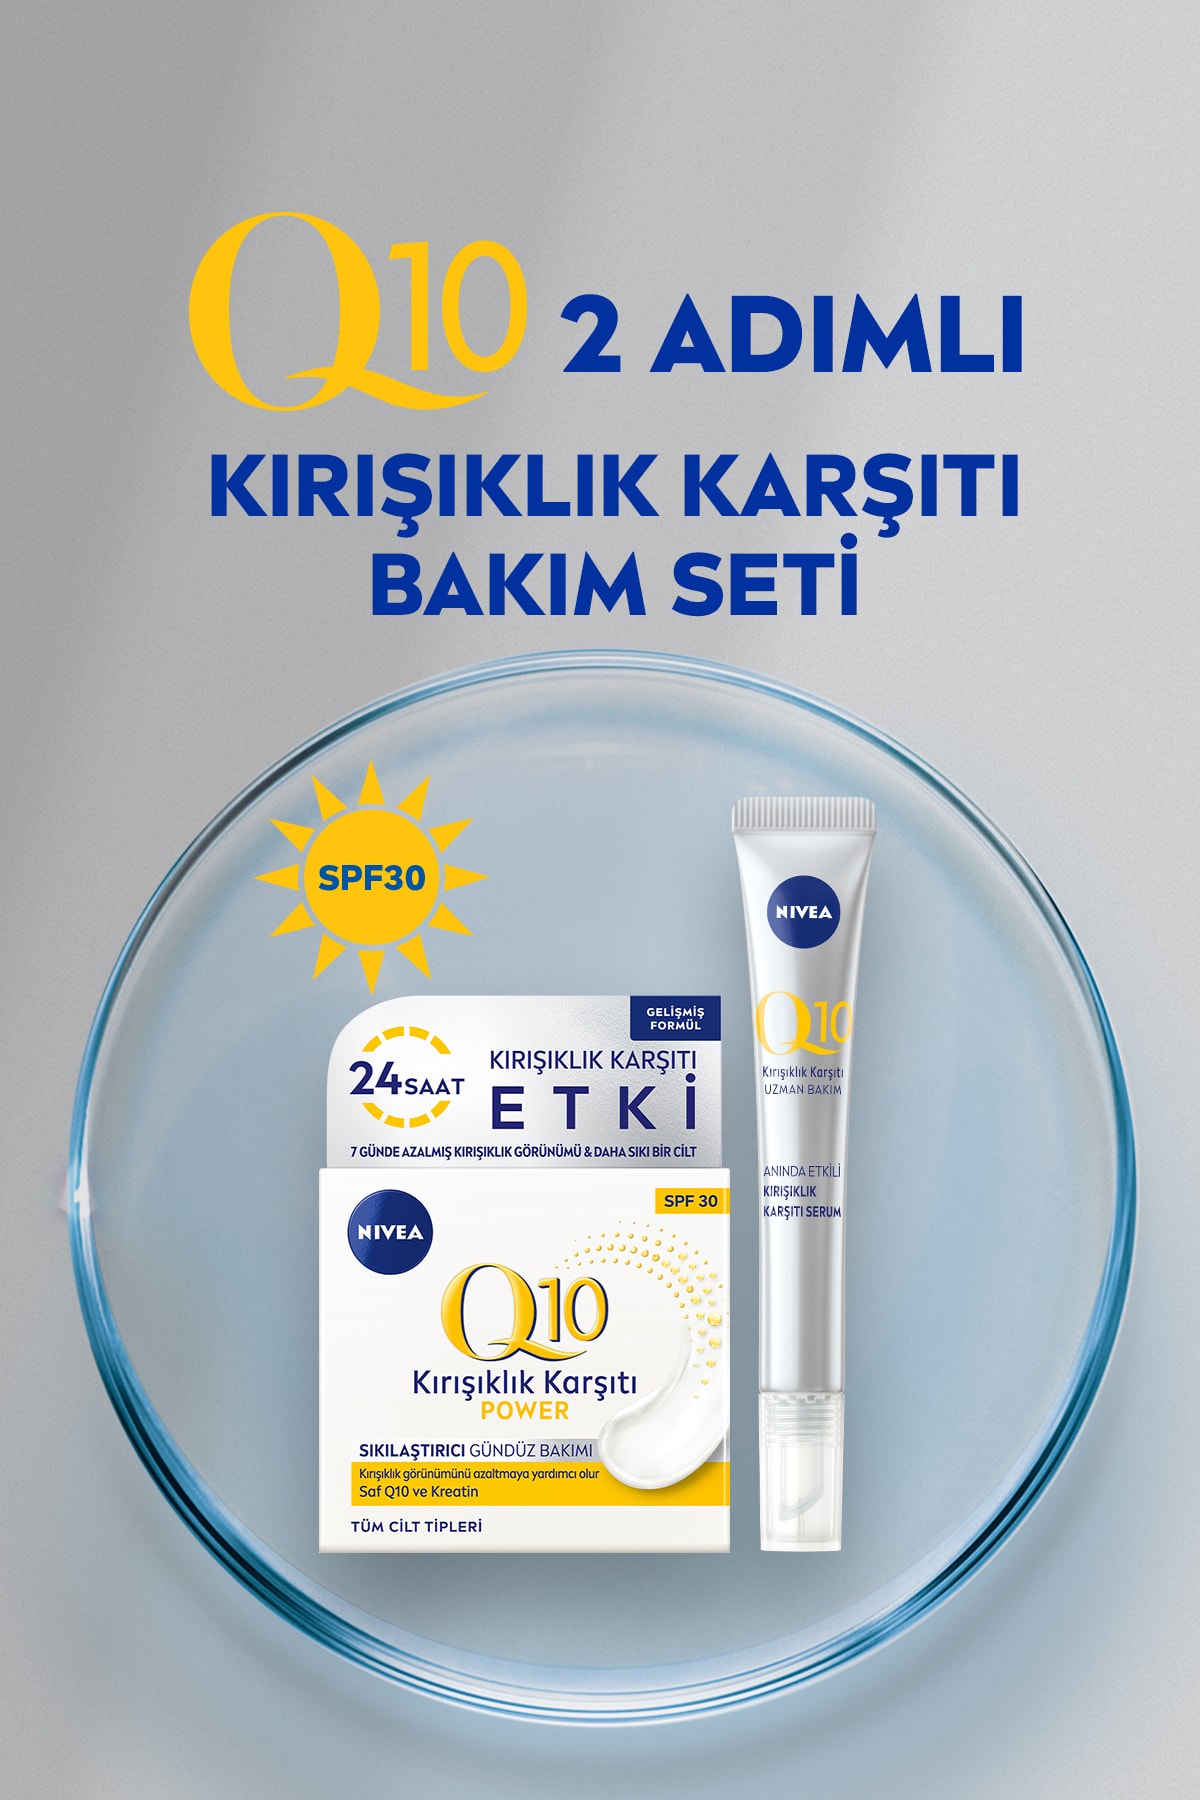 Q10 2 ADIMLI
KIRIŞIKLIK KARŞITI
BAKIM SETİ
SPF30
GELİŞMİŞ
FORMÜL
24SAAT
KIRIŞIKLIK KARŞITI
ETKİ
7 GÜNDE AZALMIŞ KIRIŞIKLIK GÖRÜNÜMÜ & DAHA SIKI BİR CİLT
SPF 30
NIVEA
Q10
Kırışıklık Karşıtı
POWER
SIKILAŞTIRICI GÜNDÜZ BAKIMI
Kırışıklık görünümünü azaltmaya yardımcı olur
Saf Q10 ve Kreatin
TÜM CİLT TİPLERİ
NIVEA
Q10
Kırışıklık Karşıtı
UZMAN BAKIM
ANINDA ETKİLİ
KIRIŞIKLIK
KARŞITI SERUM